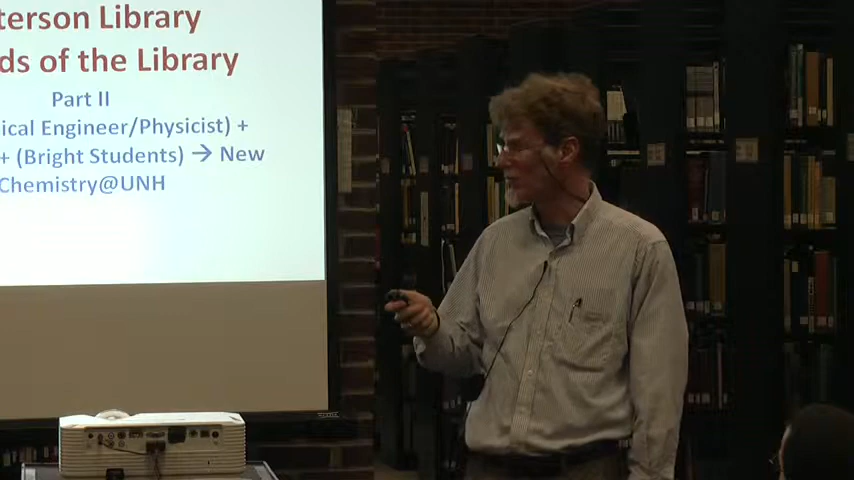 terson Library
ds of the Library
Part II
ical Engineer/Physicist) +
+ (Bright Students) → New
Chemistry@UNH